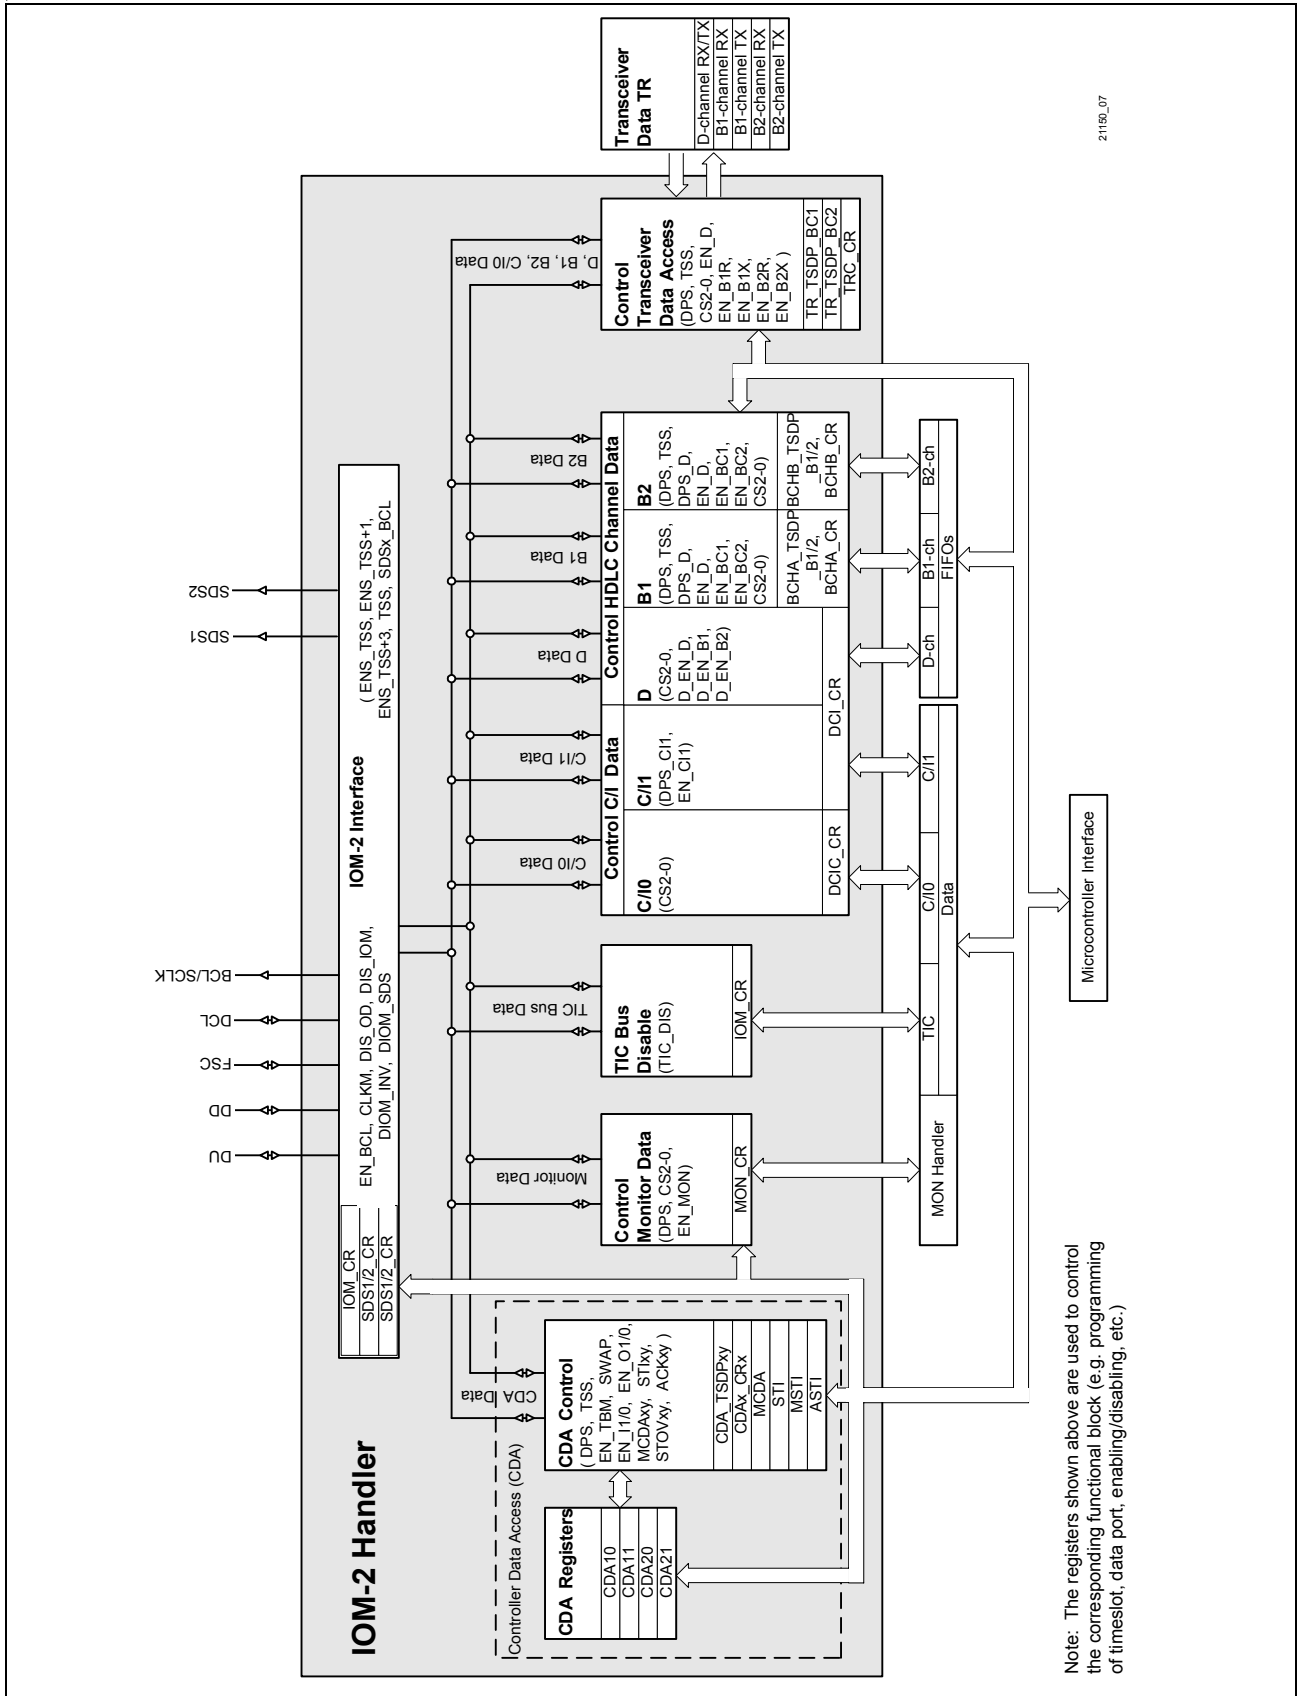 IOM-2 Handler
DU
DD
FSC
DCL
BCL/SCLK
SDS1
SDS2
IOM_CR
SDS1/2_CR
SDS1/2_CR
IOM-2 Interface
EN_BCL, CLKM, DIS_OD, DIS_IOM,
DIOM_INV, DIOM_SDS
( ENS_TSS, ENS_TSS+1,
ENS_TSS+3, TSS, SDSx_BCL
CDA Data
Monitor Data
TIC Bus Data
C/I0 Data
C/I1 Data
D Data
B1 Data
B2 Data
D, B1, B2, C/I0 Data
Controller Data Access (CDA)
CDA Registers
CDA10
CDA11
CDA20
CDA21
CDA Control
( DPS, TSS,
EN_TBM, SWAP,
EN_I1/0, EN_O1/0,
MCDAxy, STIxy,
STOVxy, ACKxy )
CDA_TSDPxy
CDAx_CRx
MCDA
STI
MSTI
ASTI
Control
Monitor Data
(DPS, CS2-0,
EN_MON)
MON_CR
TIC Bus
Disable
(TIC_DIS)
IOM_CR
Control C/I Data
C/I0
(CS2-0)
DCIC_CR
C/I1
(DPS_CI1,
EN_CI1)
Control HDLC Channel Data
D
(CS2-0,
D_EN_D,
D_EN_B1,
D_EN_B2)
DCI_CR
B1
(DPS, TSS,
DPS_D,
EN_D,
EN_BC1,
EN_BC2,
CS2-0)
BCHA_TSDP
_B1/2,
BCHA_CR
B2
(DPS, TSS,
DPS_D,
EN_D,
EN_BC1,
EN_BC2,
CS2-0)
BCHB_TSDP
_B1/2,
BCHB_CR
Control
Transceiver
Data Access
(DPS, TSS,
CS2-0, EN_D,
EN_B1R,
EN_B1X,
EN_B2R,
EN_B2X )
TR_TSDP_BC1
TR_TSDP_BC2
TRC_CR
Transceiver
Data TR
D-channel RX/TX
B1-channel RX
B1-channel TX
B2-channel RX
B2-channel TX
MON Handler
TIC
C/I0
C/I1
Data
D-ch
B1-ch
B2-ch
FIFOs
Microcontroller Interface
Note: The registers shown above are used to control
the corresponding functional block (e.g. programming
of timeslot, data port, enabling/disabling, etc.)
21150_07